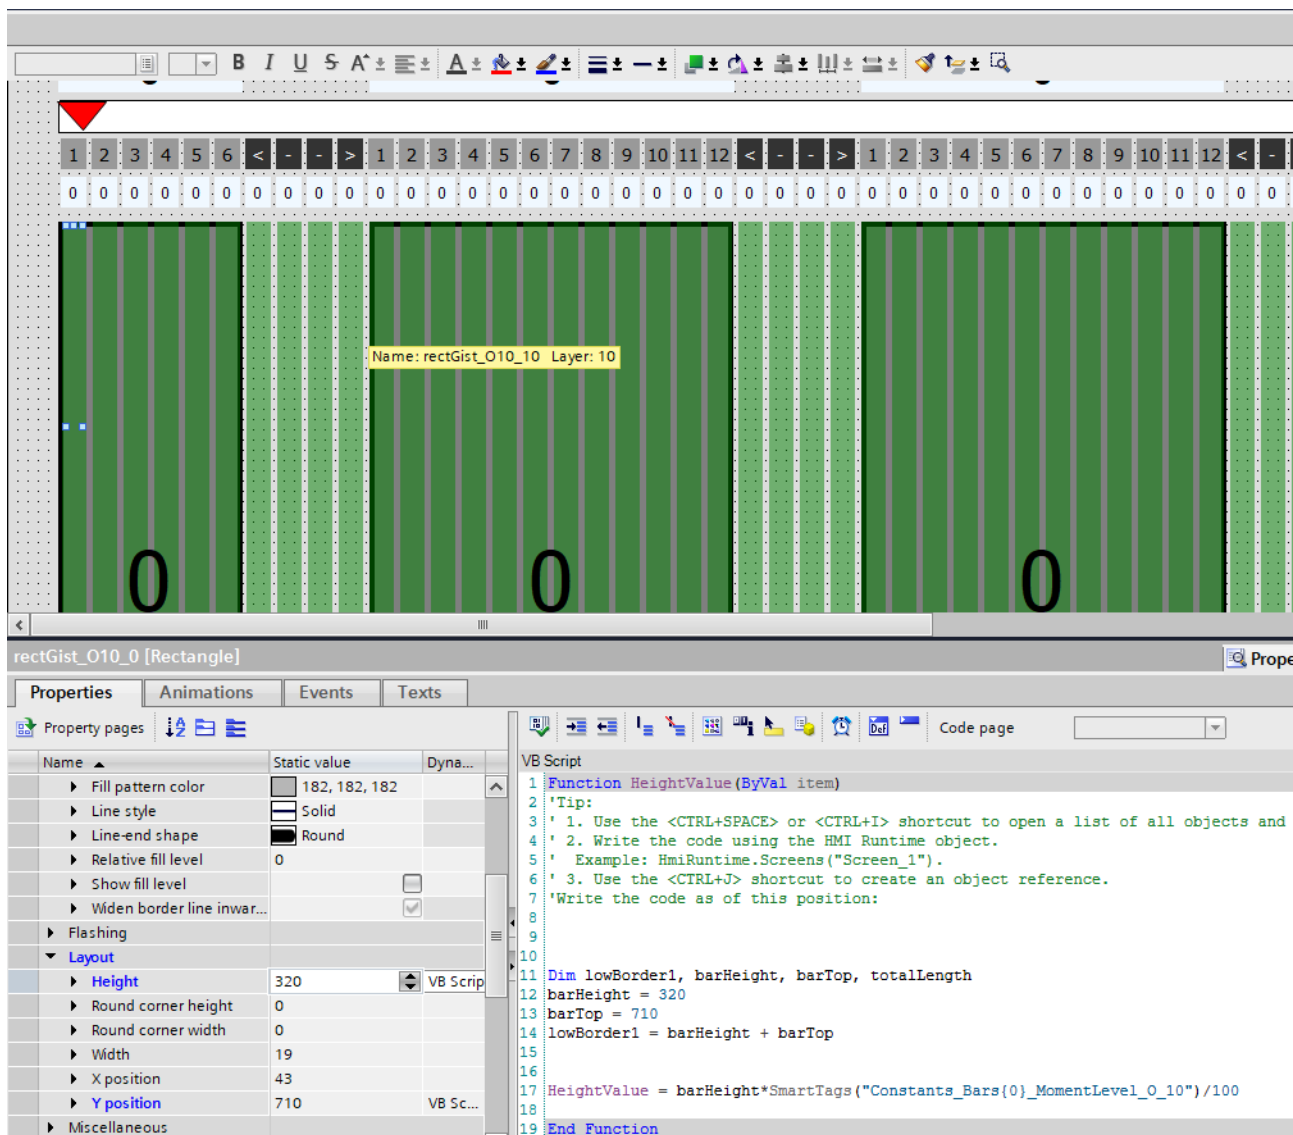 B I U S A A
1 2 3 4 5 6 < - - > 1 2 3 4 5 6 7 8 9 10 11 12 < - - > 1 2 3 4 5 6 7 8 9 10 11 12 < -
0 0 0 0 0 0 0 0 0 0 0 0 0 0 0 0 0 0 0 0 0 0 0 0 0 0 0 0 0 0 0 0 0 0 0 0 0 0 0 0
Name: rectGist_O10_10 Layer: 10
0 0 0
rectGist_O10_0 [Rectangle]
Prope
Properties Animations Events Texts
Property pages
Code page
Name Static value Dyna...
Fill pattern color 182, 182, 182
Line style Solid
Line-end shape Round
Relative fill level 0
Show fill level
Widen border line inwar...
Flashing
Layout
Height 320 VB Scrip
Round corner height 0
Round corner width 0
Width 19
X position 43
Y position 710 VB Sc...
Miscellaneous
VB Script
1 Function HeightValue(ByVal item)
2 'Tip:
3 ' 1. Use the <CTRL+SPACE> or <CTRL+I> shortcut to open a list of all objects and
4 ' 2. Write the code using the HMI Runtime object.
5 '  Example: HmiRuntime.Screens("Screen_1").
6 ' 3. Use the <CTRL+J> shortcut to create an object reference.
7 'Write the code as of this position:
8
9
10
11 Dim lowBorder1, barHeight, barTop, totalLength
12 barHeight = 320
13 barTop = 710
14 lowBorder1 = barHeight + barTop
15
16
17 HeightValue = barHeight*SmartTags("Constants_Bars{0}_MomentLevel_O_10")/100
18
19 End Function